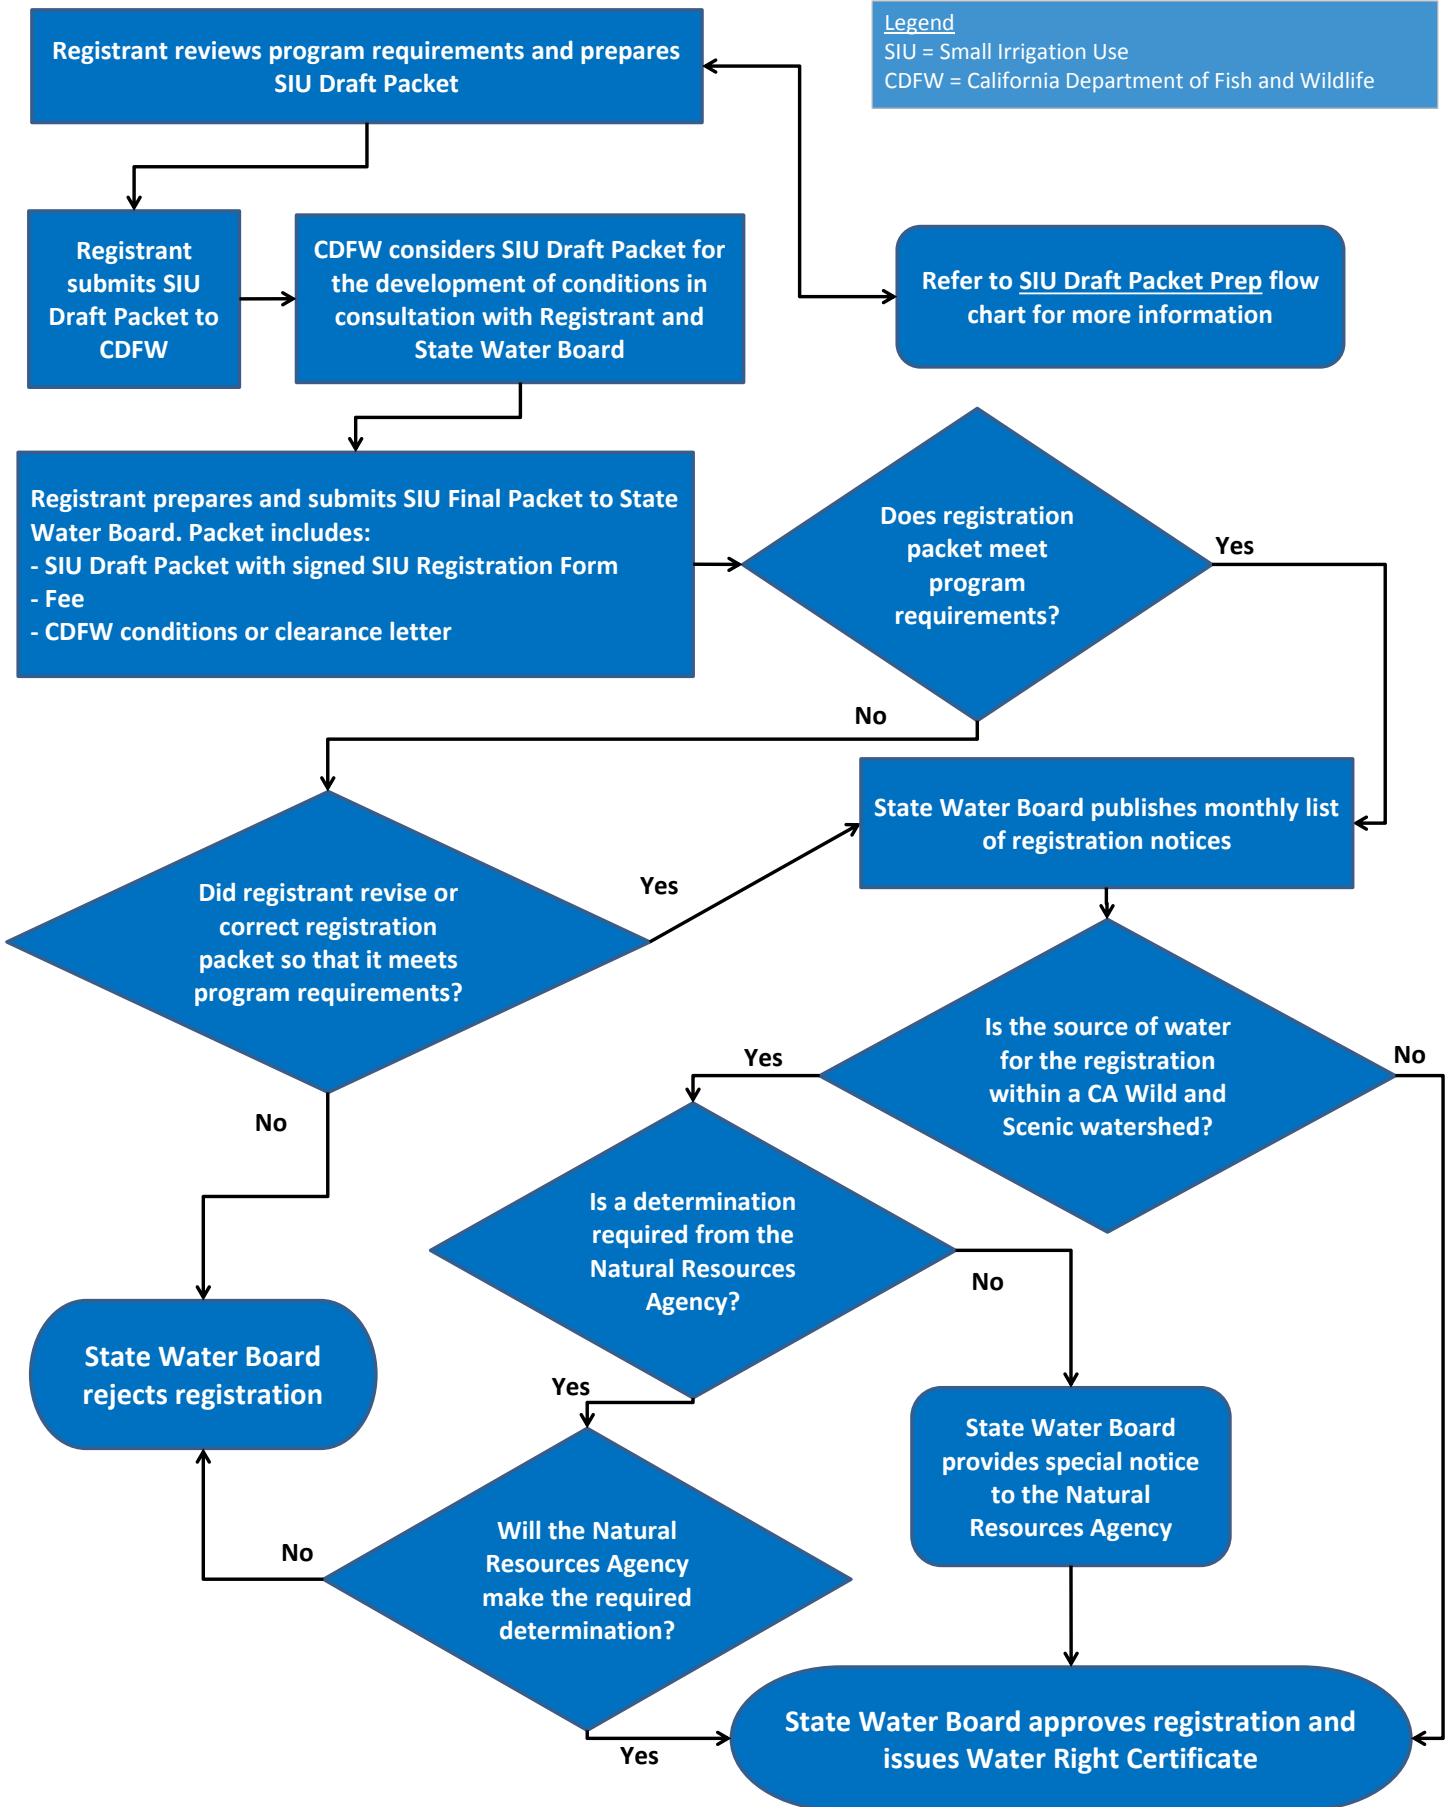 Legend
SIU = Small Irrigation Use
CDFW = California Department of Fish and Wildlife
Registrant reviews program requirements and prepares
SIU Draft Packet
Registrant
submits SIU
Draft Packet to
CDFW
CDFW considers SIU Draft Packet for
the development of conditions in
consultation with Registrant and
State Water Board
Refer to SIU Draft Packet Prep flow
chart for more information
Registrant prepares and submits SIU Final Packet to State
Water Board. Packet includes:
- SIU Draft Packet with signed SIU Registration Form
- Fee
- CDFW conditions or clearance letter
Does registration
packet meet
program
requirements?
Yes
No
State Water Board publishes monthly list
of registration notices
Did registrant revise or
correct registration
packet so that it meets
program requirements?
Yes
No
Is the source of water
for the registration
within a CA Wild and
Scenic watershed?
Yes
No
Is a determination
required from the
Natural Resources
Agency?
No
Yes
State Water Board
rejects registration
State Water Board
provides special notice
to the Natural
Resources Agency
Will the Natural
Resources Agency
make the required
determination?
No
Yes
State Water Board approves registration and
issues Water Right Certificate